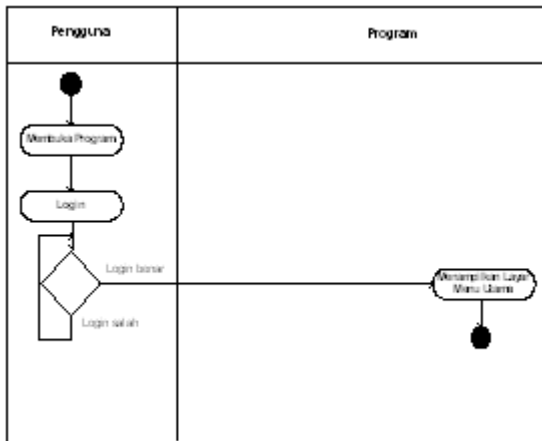 Pengguna
Program
Membuka Program
Login
Login benar
Menampilkan Layar
Menu Utama
Login salah